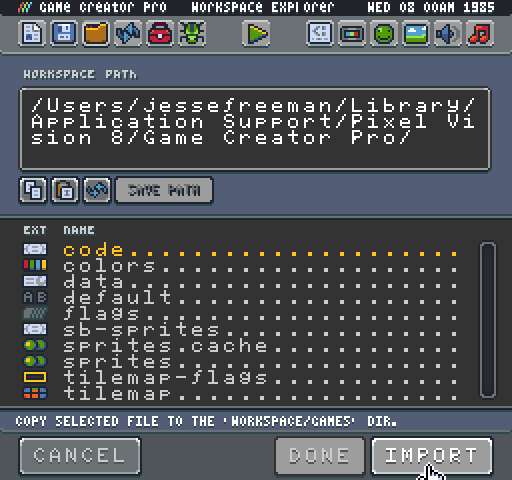 Game Creator Pro Workspace Explorer WED 08 00AM 1985
WORKSPACE PATH
/Users/jessefreeman/Library/
Application Support/Pixel Vi
sion 8/Game Creator Pro/
SAVE PATH
EXT NAME
code.....................
colors...................
data.....................
AB default..................
flags....................
sb-sprites...............
sprites.cache............
sprites..................
tilemap-flags............
tilemap..................
COPY SELECTED FILE TO THE 'WORKSPACE/GAMES' DIR.
CANCEL DONE IMPORT